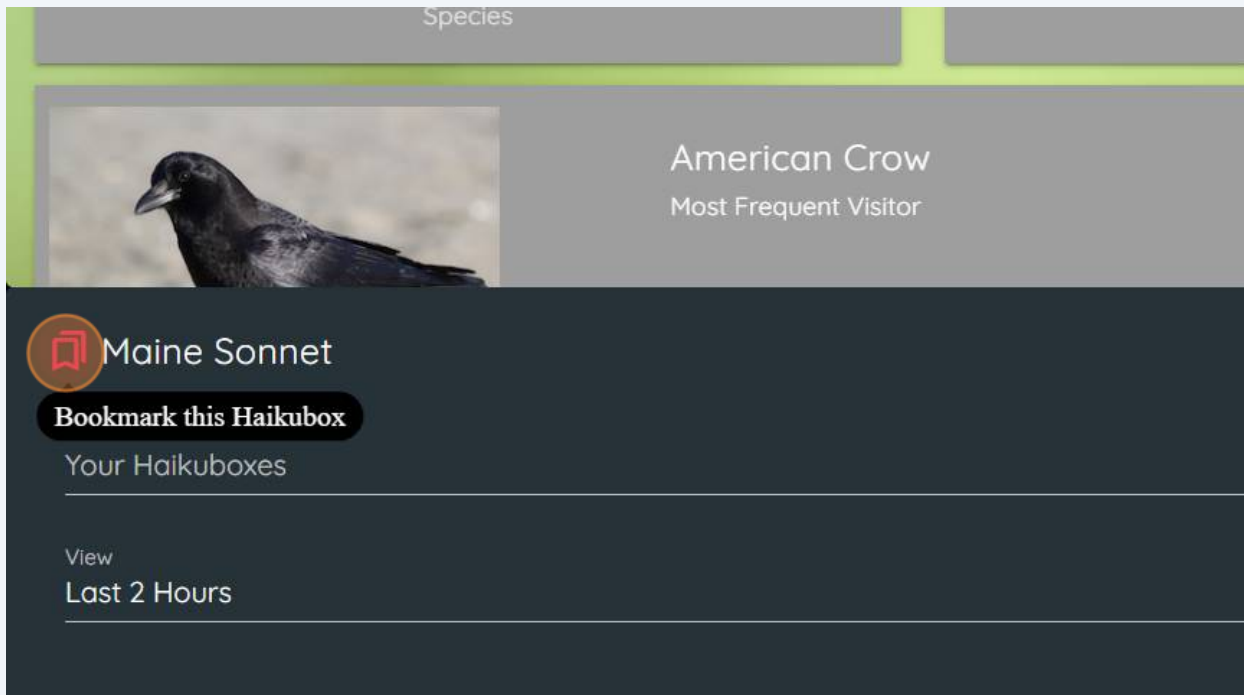 Species
American Crow
Most Frequent Visitor
Maine Sonnet
Bookmark this Haikubox
Your Haikuboxes
View
Last 2 Hours